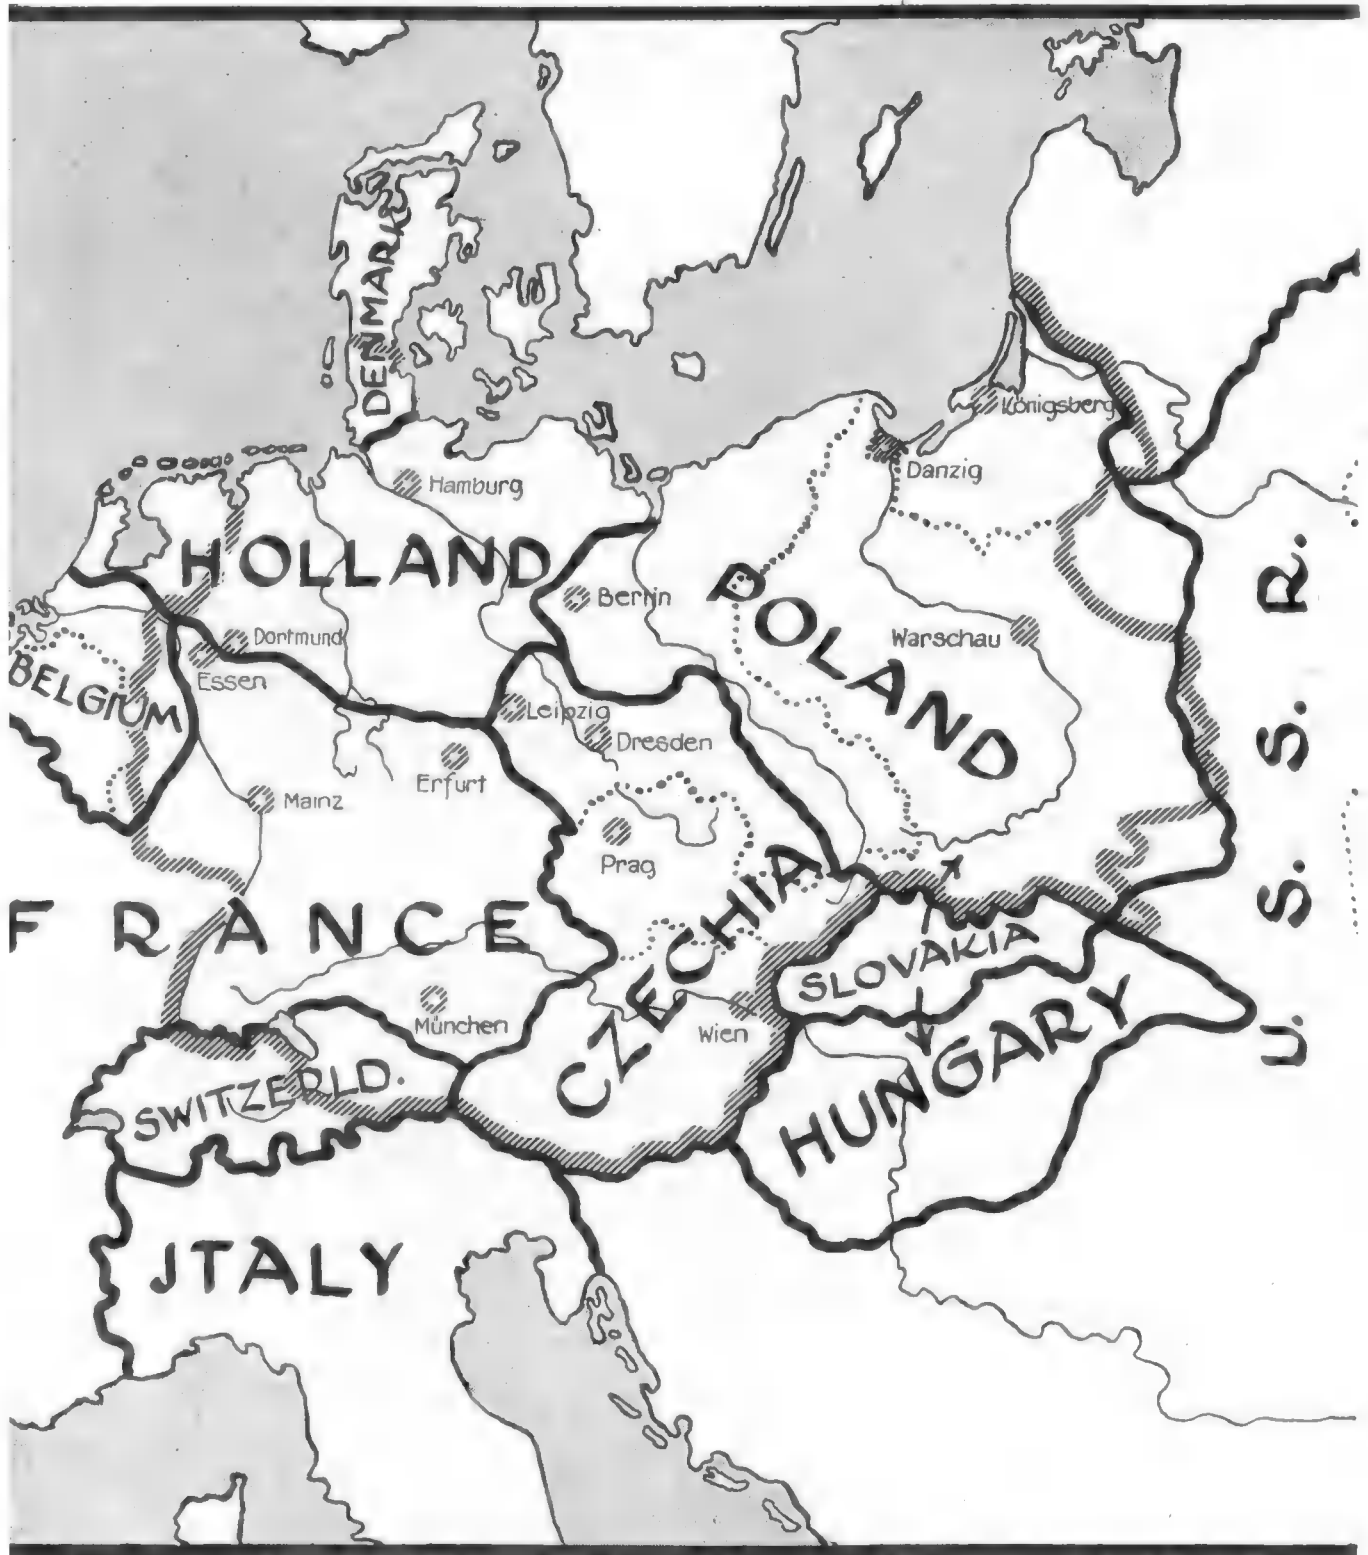 DENMARK
Königsberg
Danzig
Hamburg
HOLLAND
Berlin
POLAND
Warschau
Dortmund
Essen
BELGIUM
Leipzig
Dresden
Erfurt
Mainz
Prag
U. S. S. R.
FRANCE
CZECHIA
SLOVAKIA
München
Wien
HUNGARY
SWITZERLD.
JTALY